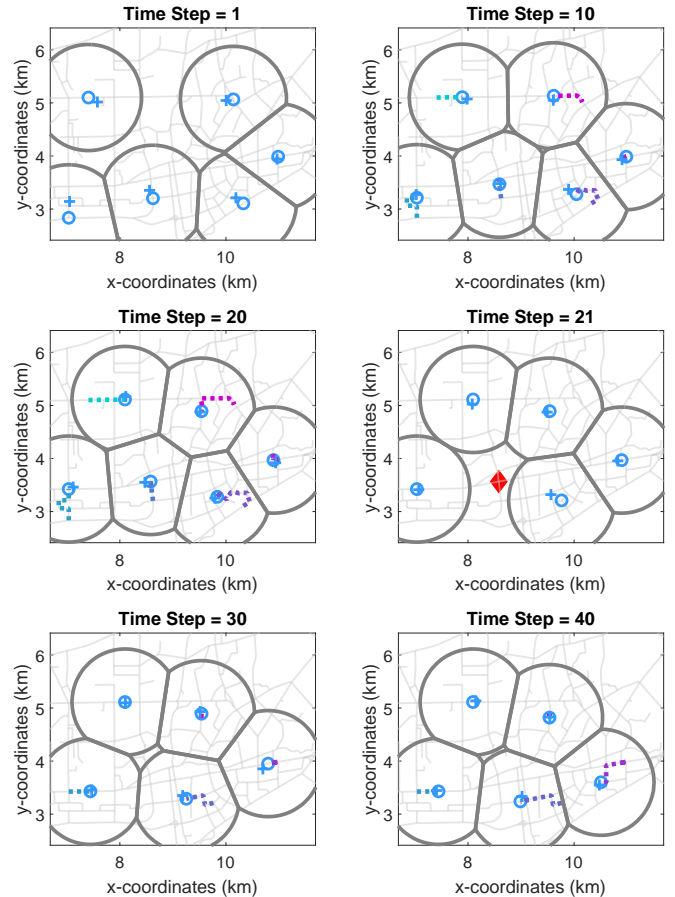 Time Step = 1
6
5
4
3
8
10
x-coordinates (km)
y-coordinates (km)
Time Step = 10
6
5
4
3
8
10
x-coordinates (km)
y-coordinates (km)
Time Step = 20
6
5
4
3
8
10
x-coordinates (km)
y-coordinates (km)
Time Step = 21
6
5
4
3
8
10
x-coordinates (km)
y-coordinates (km)
Time Step = 30
6
5
4
3
8
10
x-coordinates (km)
y-coordinates (km)
Time Step = 40
6
5
4
3
8
10
x-coordinates (km)
y-coordinates (km)